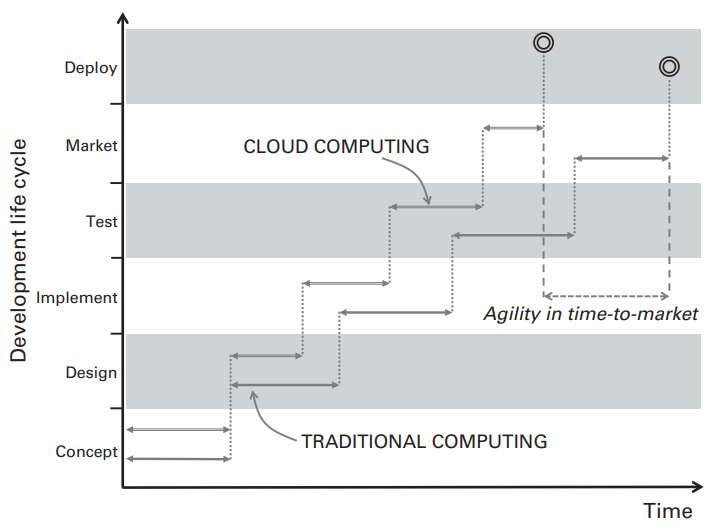 Development life cycle
Deploy
Market
Test
Implement
Design
Concept
CLOUD COMPUTING
Agility in time-to-market
TRADITIONAL COMPUTING
Time